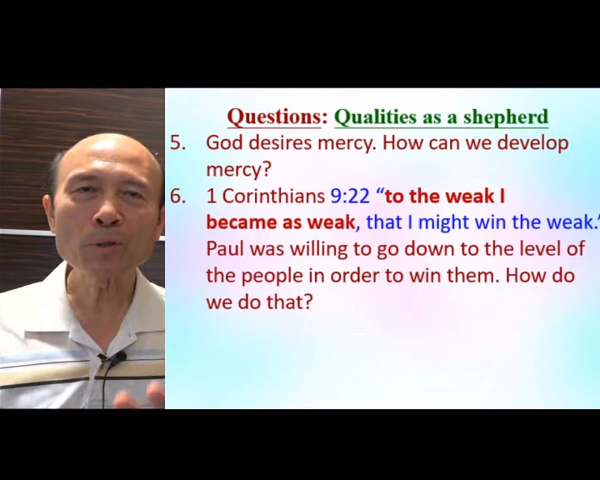 Questions: Qualities as a shepherd
5. God desires mercy. How can we develop
mercy?
6. 1 Corinthians 9:22 “to the weak I
became as weak, that I might win the weak.”
Paul was willing to go down to the level of
the people in order to win them. How do
we do that?